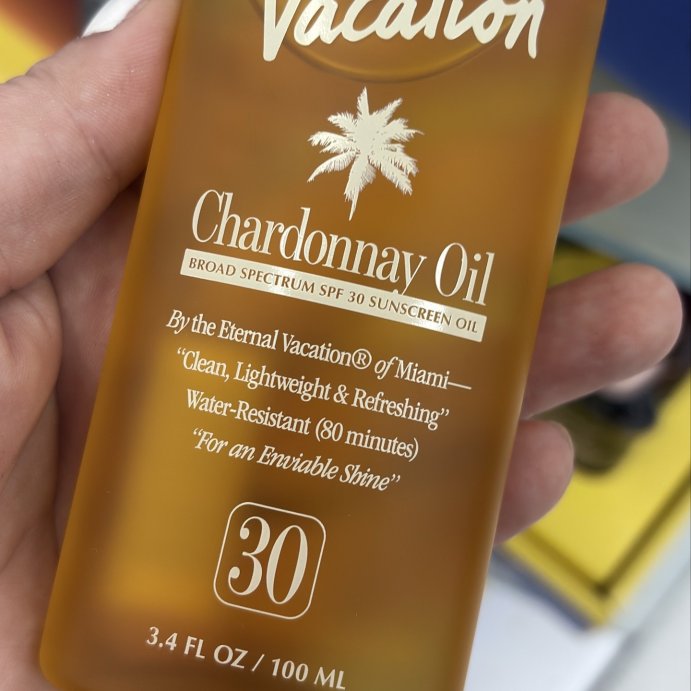 Vacation
Chardonnay Oil
BROAD SPECTRUM SPF 30 SUNSCREEN OIL
By the Eternal Vacation® of Miami—
“Clean, Lightweight & Refreshing”
Water-Resistant (80 minutes)
“For an Enviable Shine”
30
3.4 FL OZ / 100 ML